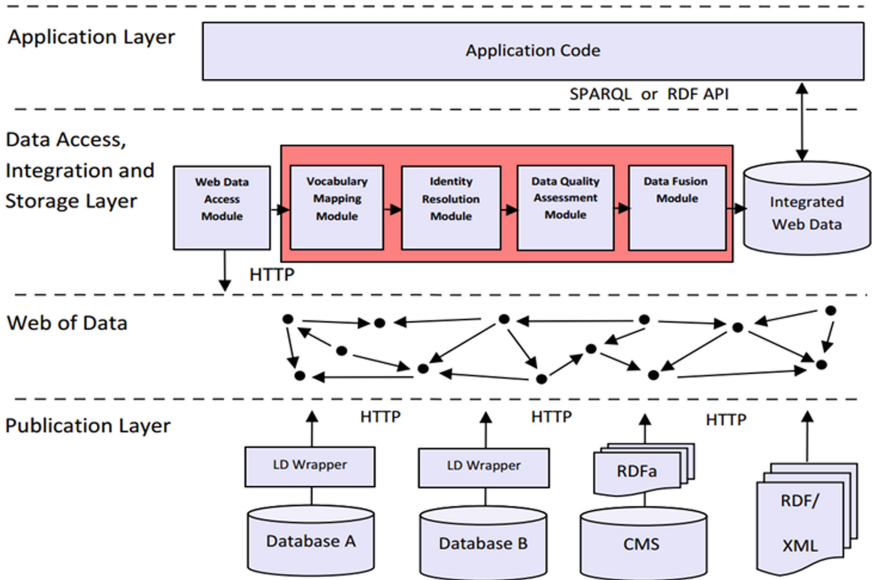 Application Layer
Application Code
SPARQL or RDF API
Data Access,
Integration and
Storage Layer
Web Data
Access
Module
Vocabulary
Mapping
Module
Identity
Resolution
Module
Data Quality
Assessment
Module
Data Fusion
Module
Integrated
Web Data
HTTP
Web of Data
Publication Layer
HTTP
HTTP
HTTP
LD Wrapper
LD Wrapper
RDFa
RDF/
XML
Database A
Database B
CMS